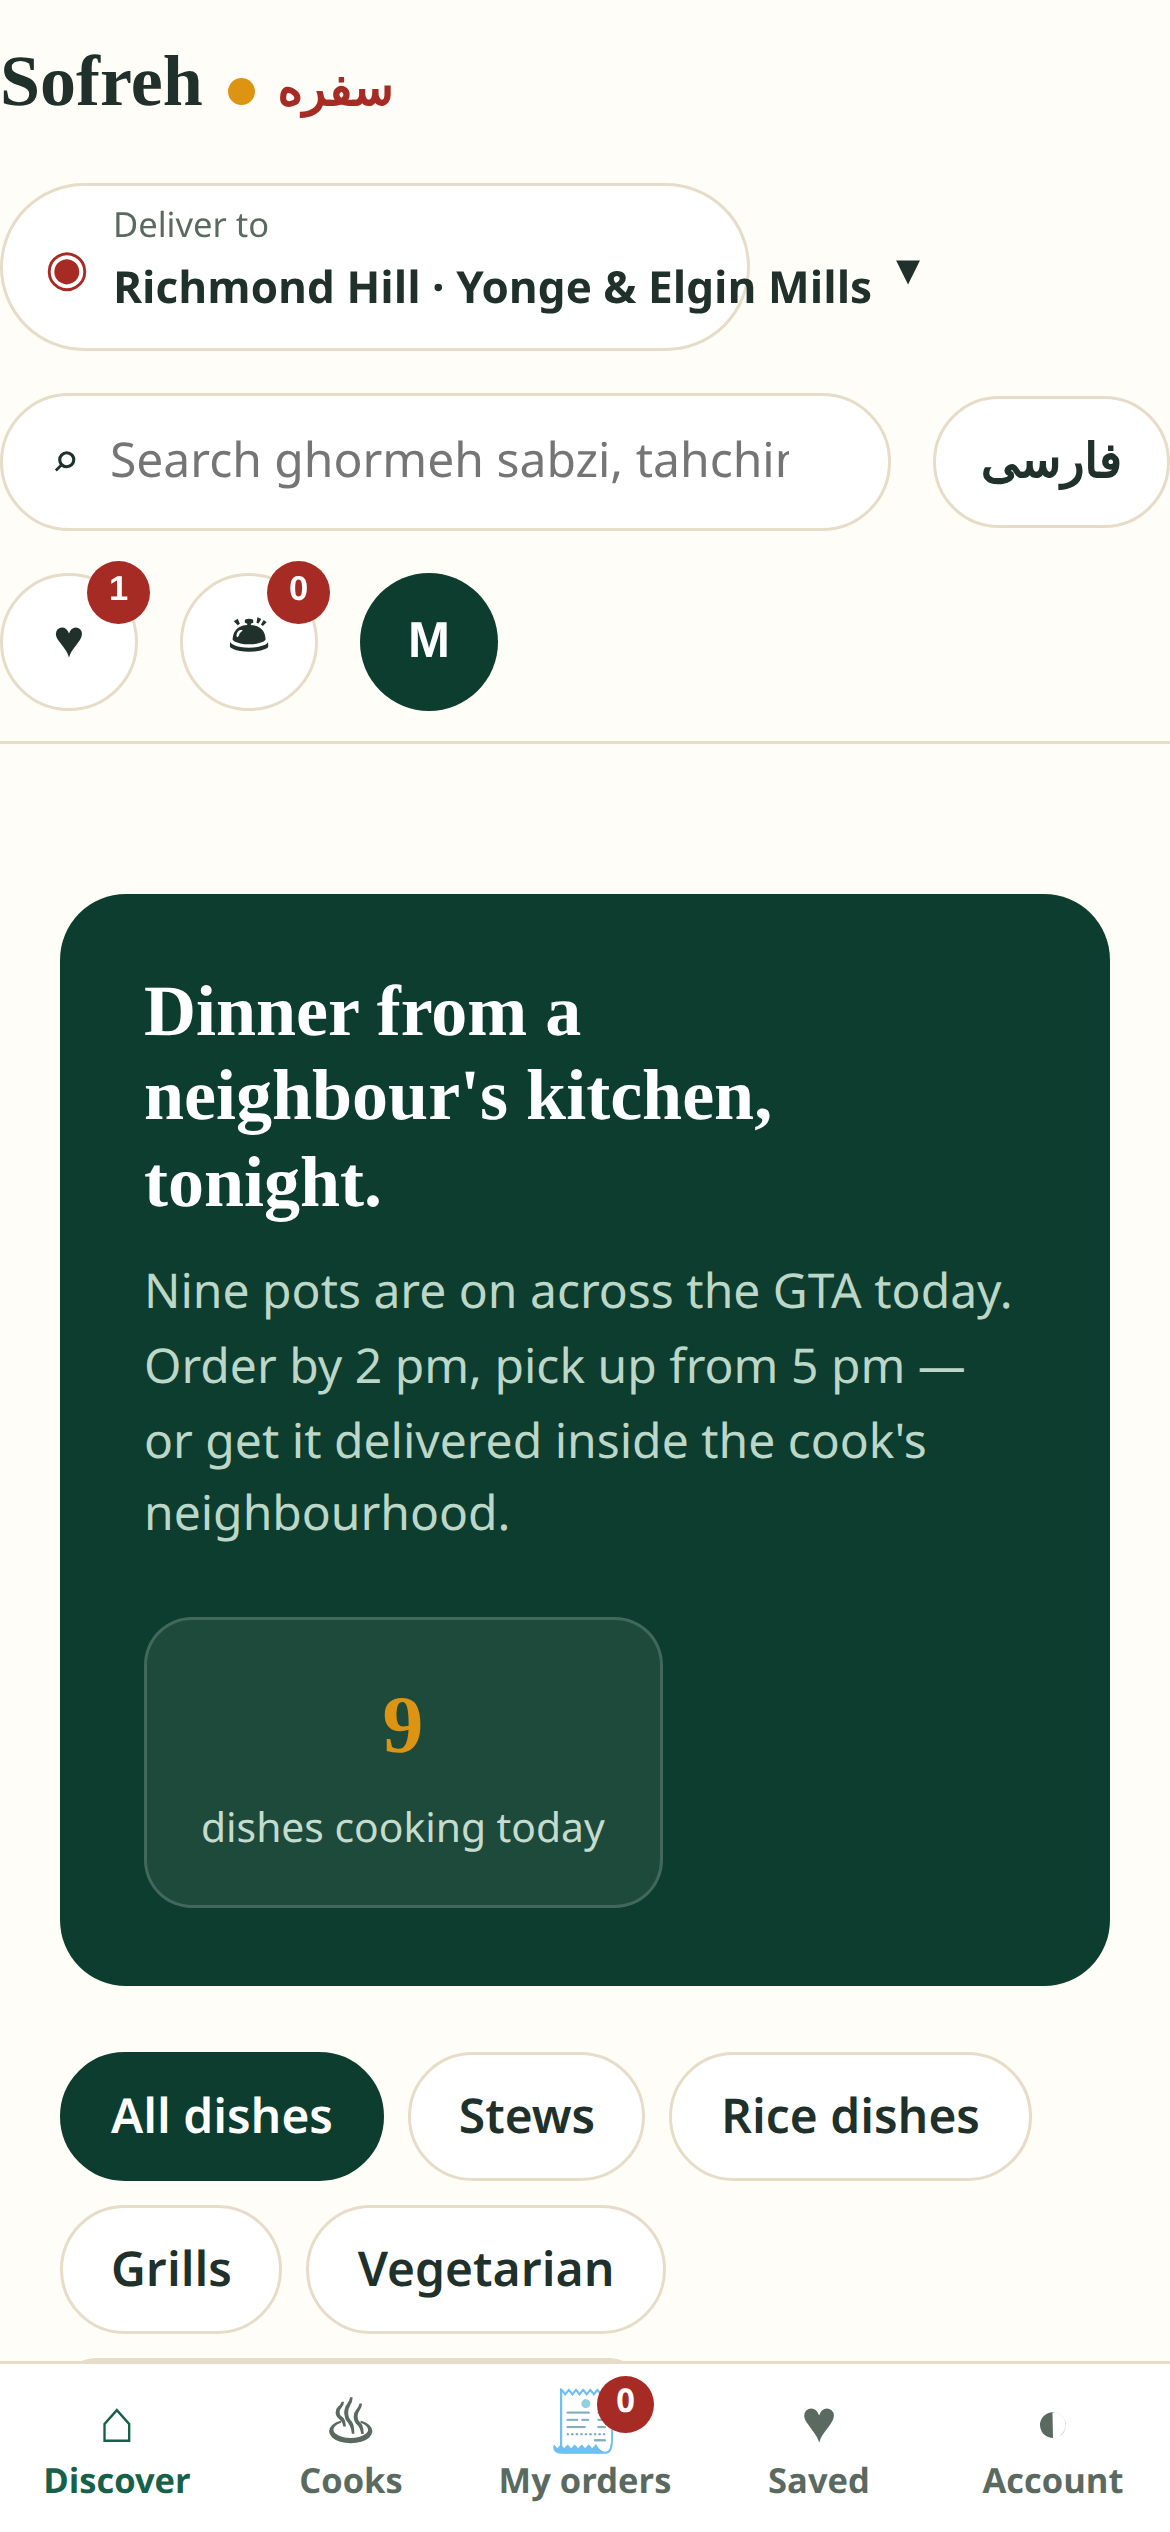 Sofreh سفره
Deliver to
Richmond Hill · Yonge & Elgin Mills
Search ghormeh sabzi, tahchin
فارسی
1
0
M
Dinner from a
neighbour's kitchen,
tonight.
Nine pots are on across the GTA today.
Order by 2 pm, pick up from 5 pm —
or get it delivered inside the cook's
neighbourhood.
9
dishes cooking today
All dishes
Stews
Rice dishes
Grills
Vegetarian
0
Discover
Cooks
My orders
Saved
Account